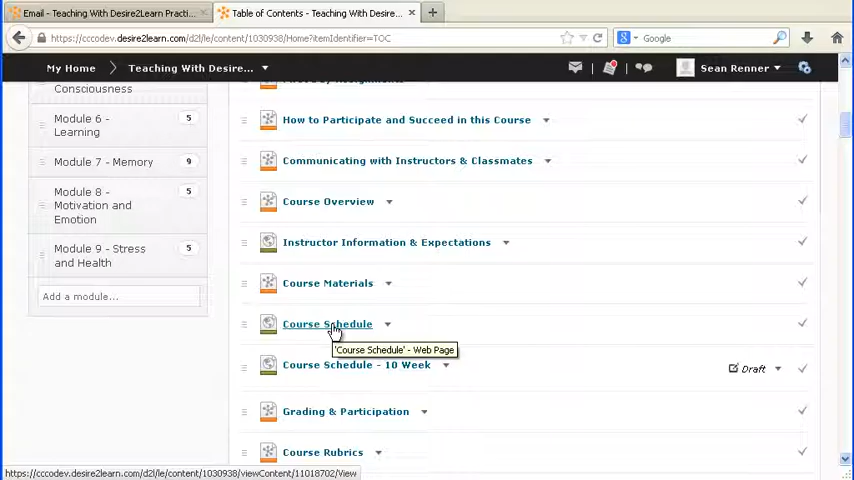 Email - Teaching With Desire2Learn Practi...
Table of Contents - Teaching With Desire...
https://cccodev.desire2learn.com/d2l/le/content/1030938/Home?itemIdentifier=TOC
Google
My Home
Teaching With Desire...
Sean Renner
Consciousness
Module 6 -
Learning
5
Module 7 - Memory
9
Module 8 -
Motivation and
Emotion
5
Module 9 - Stress
and Health
5
Add a module...
How to Participate and Succeed in this Course
Communicating with Instructors & Classmates
Course Overview
Instructor Information & Expectations
Course Materials
Course Schedule
'Course Schedule' - Web Page
Course Schedule - 10 Week
Draft
Grading & Participation
Course Rubrics
https://cccodev.desire2learn.com/d2l/le/content/1030938/viewContent/11018702/View